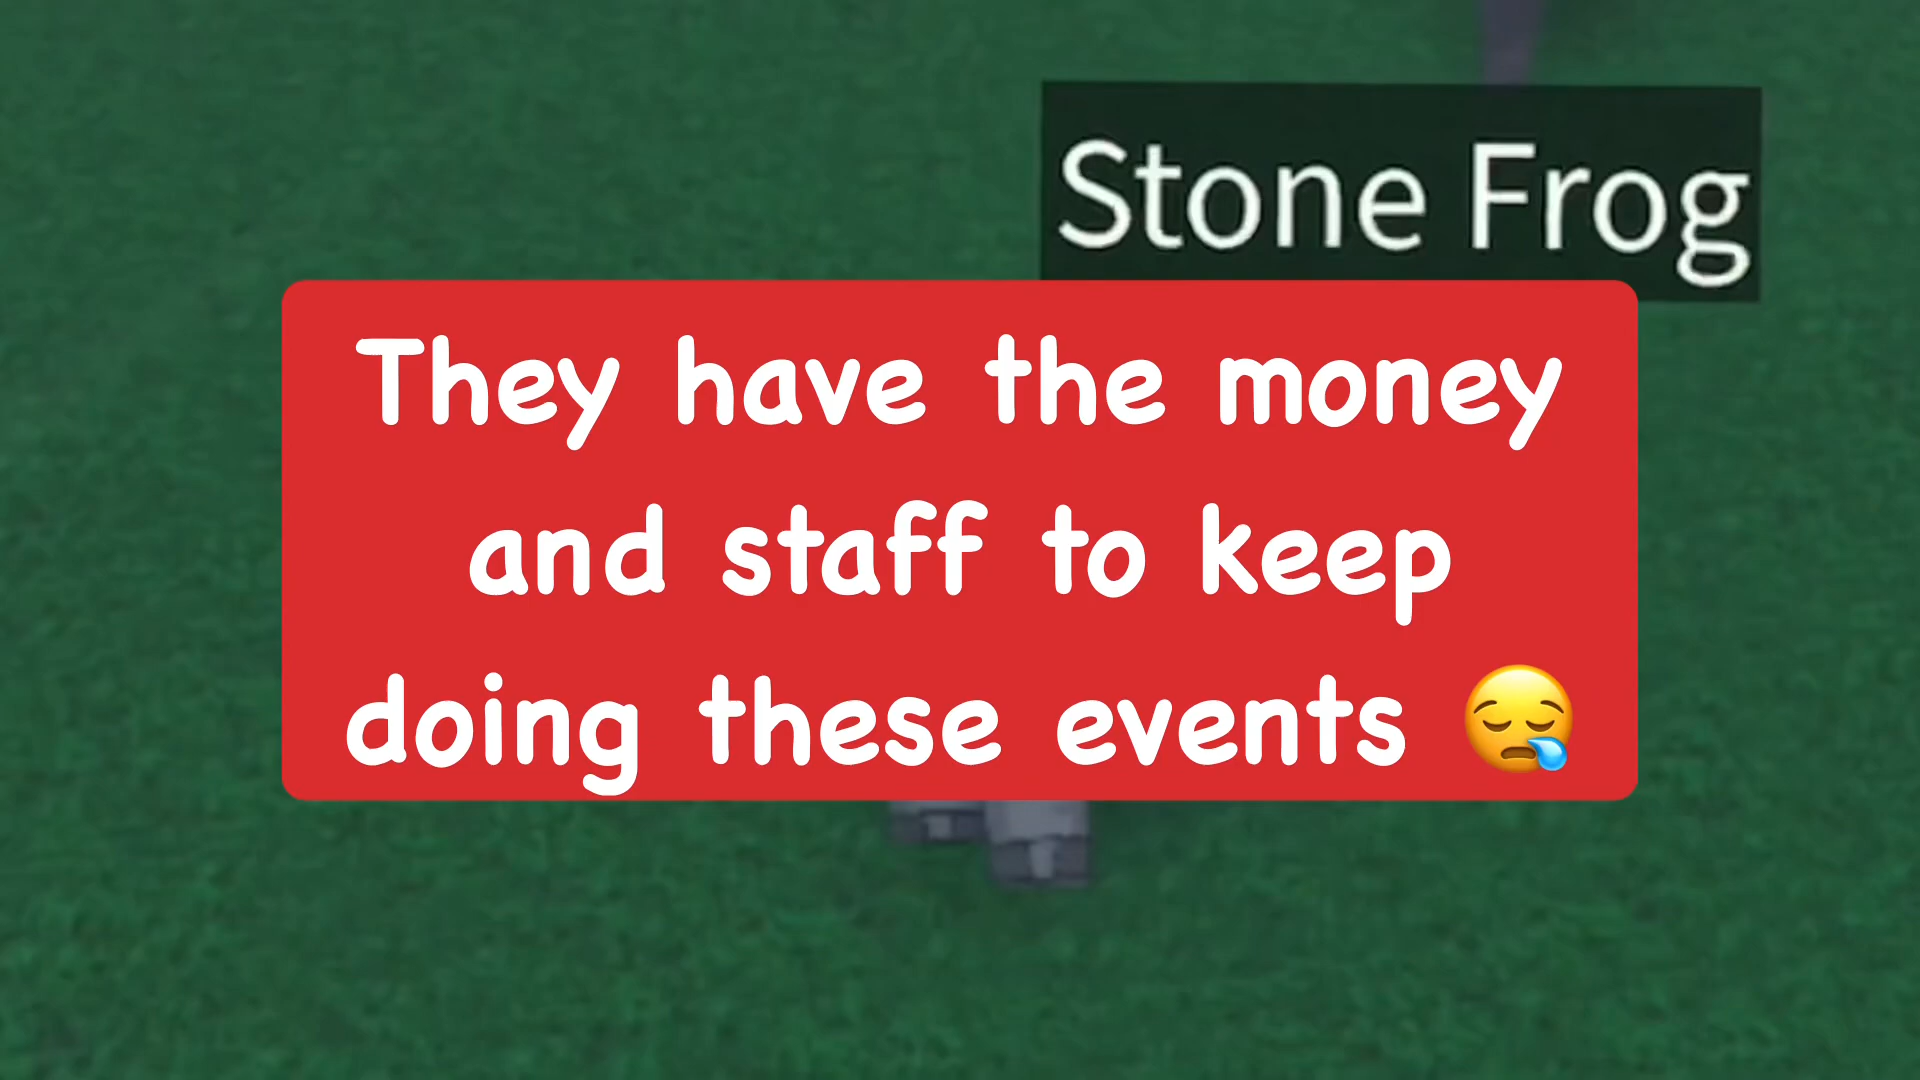 Stone Frog
They have the money
and staff to keep
doing these events 😪